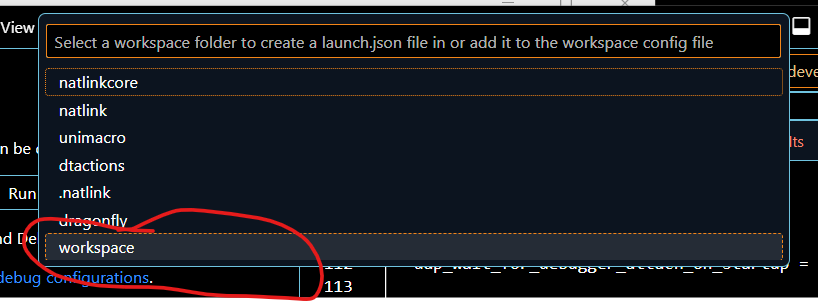 View
Select a workspace folder to create a launch.json file in or add it to the workspace config file
deve
natlinkcore
natlink
unimacro
n be
lts
dtactions
.natlink
Run
dragonfly
nd De
workspace
debug configurations.
112
113